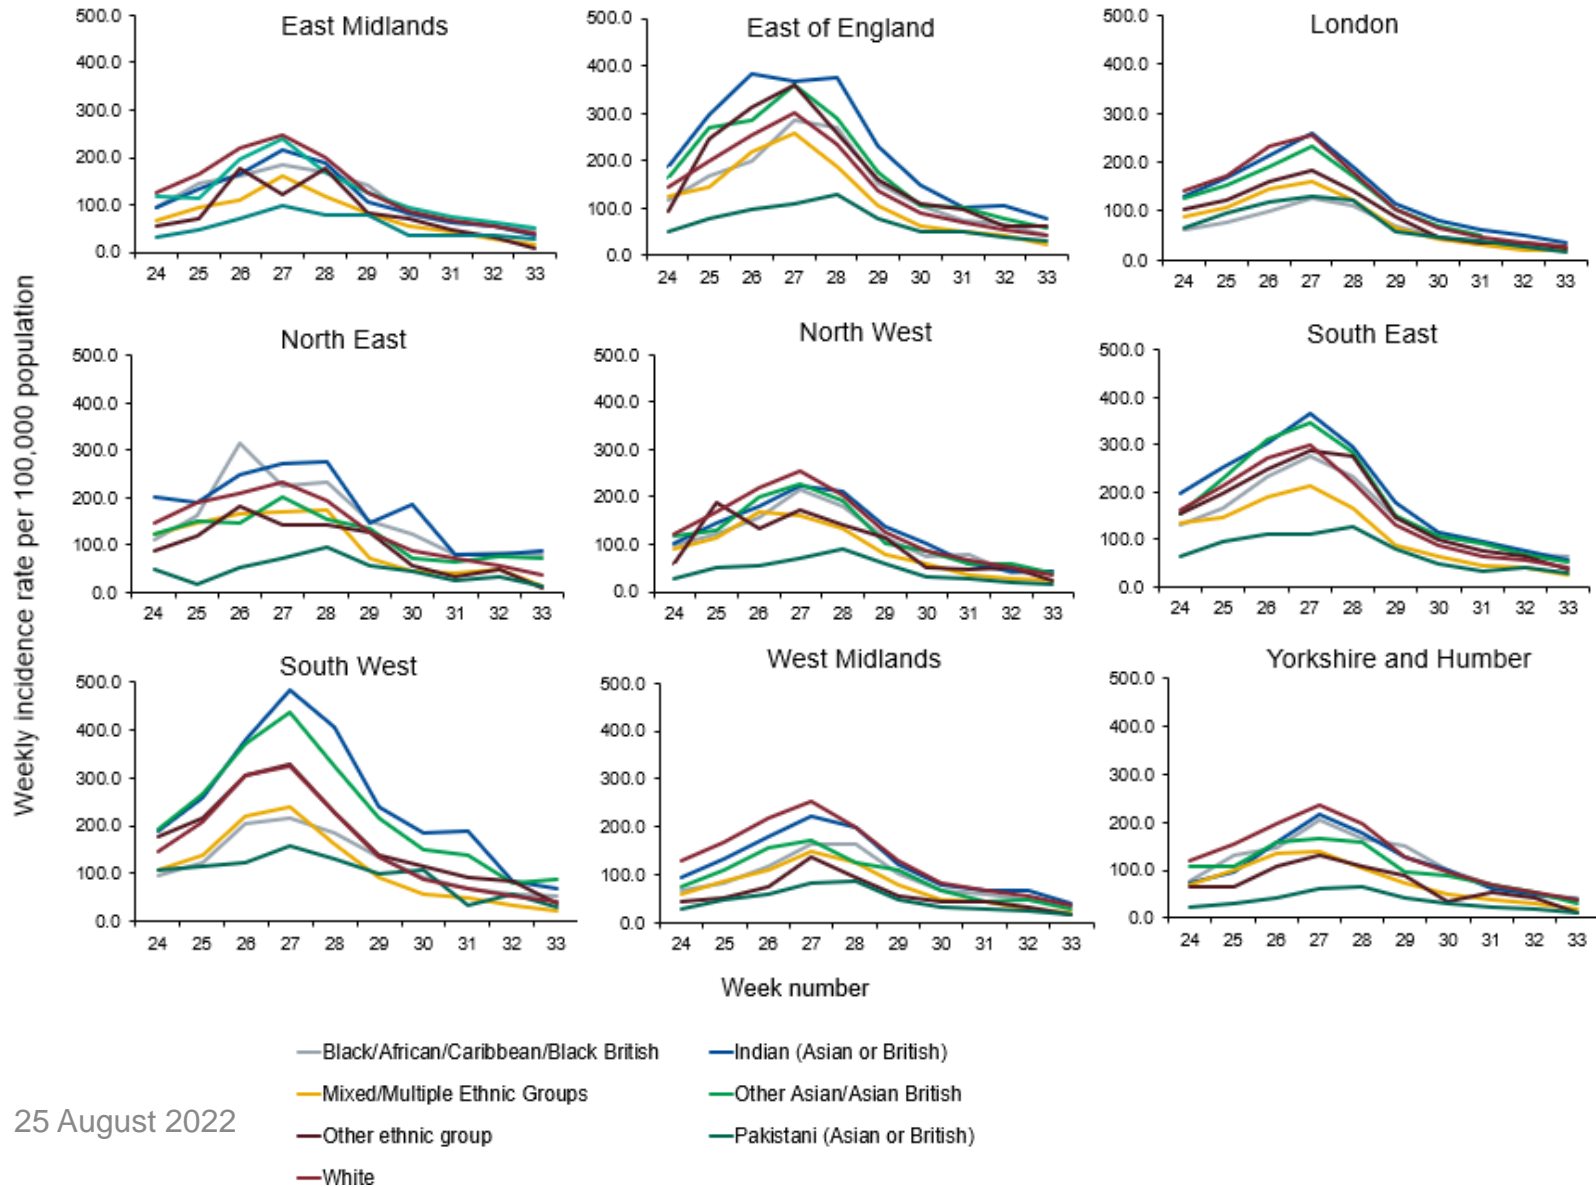 East Midlands
500.0
400.0
300.0
200.0
100.0
0.0
24 25 26 27 28 29 30 31 32 33
East of England
500.0
400.0
300.0
200.0
100.0
0.0
24 25 26 27 28 29 30 31 32 33
London
500.0
400.0
300.0
200.0
100.0
0.0
24 25 26 27 28 29 30 31 32 33
Weekly incidence rate per 100,000 population
North East
500.0
400.0
300.0
200.0
100.0
0.0
24 25 26 27 28 29 30 31 32 33
North West
500.0
400.0
300.0
200.0
100.0
0.0
24 25 26 27 28 29 30 31 32 33
South East
500.0
400.0
300.0
200.0
100.0
0.0
24 25 26 27 28 29 30 31 32 33
South West
500.0
400.0
300.0
200.0
100.0
0.0
24 25 26 27 28 29 30 31 32 33
West Midlands
500.0
400.0
300.0
200.0
100.0
0.0
24 25 26 27 28 29 30 31 32 33
Yorkshire and Humber
500.0
400.0
300.0
200.0
100.0
0.0
24 25 26 27 28 29 30 31 32 33
Week number
Black/African/Caribbean/Black British
Indian (Asian or British)
Mixed/Multiple Ethnic Groups
Other Asian/Asian British
Other ethnic group
Pakistani (Asian or British)
White
25 August 2022